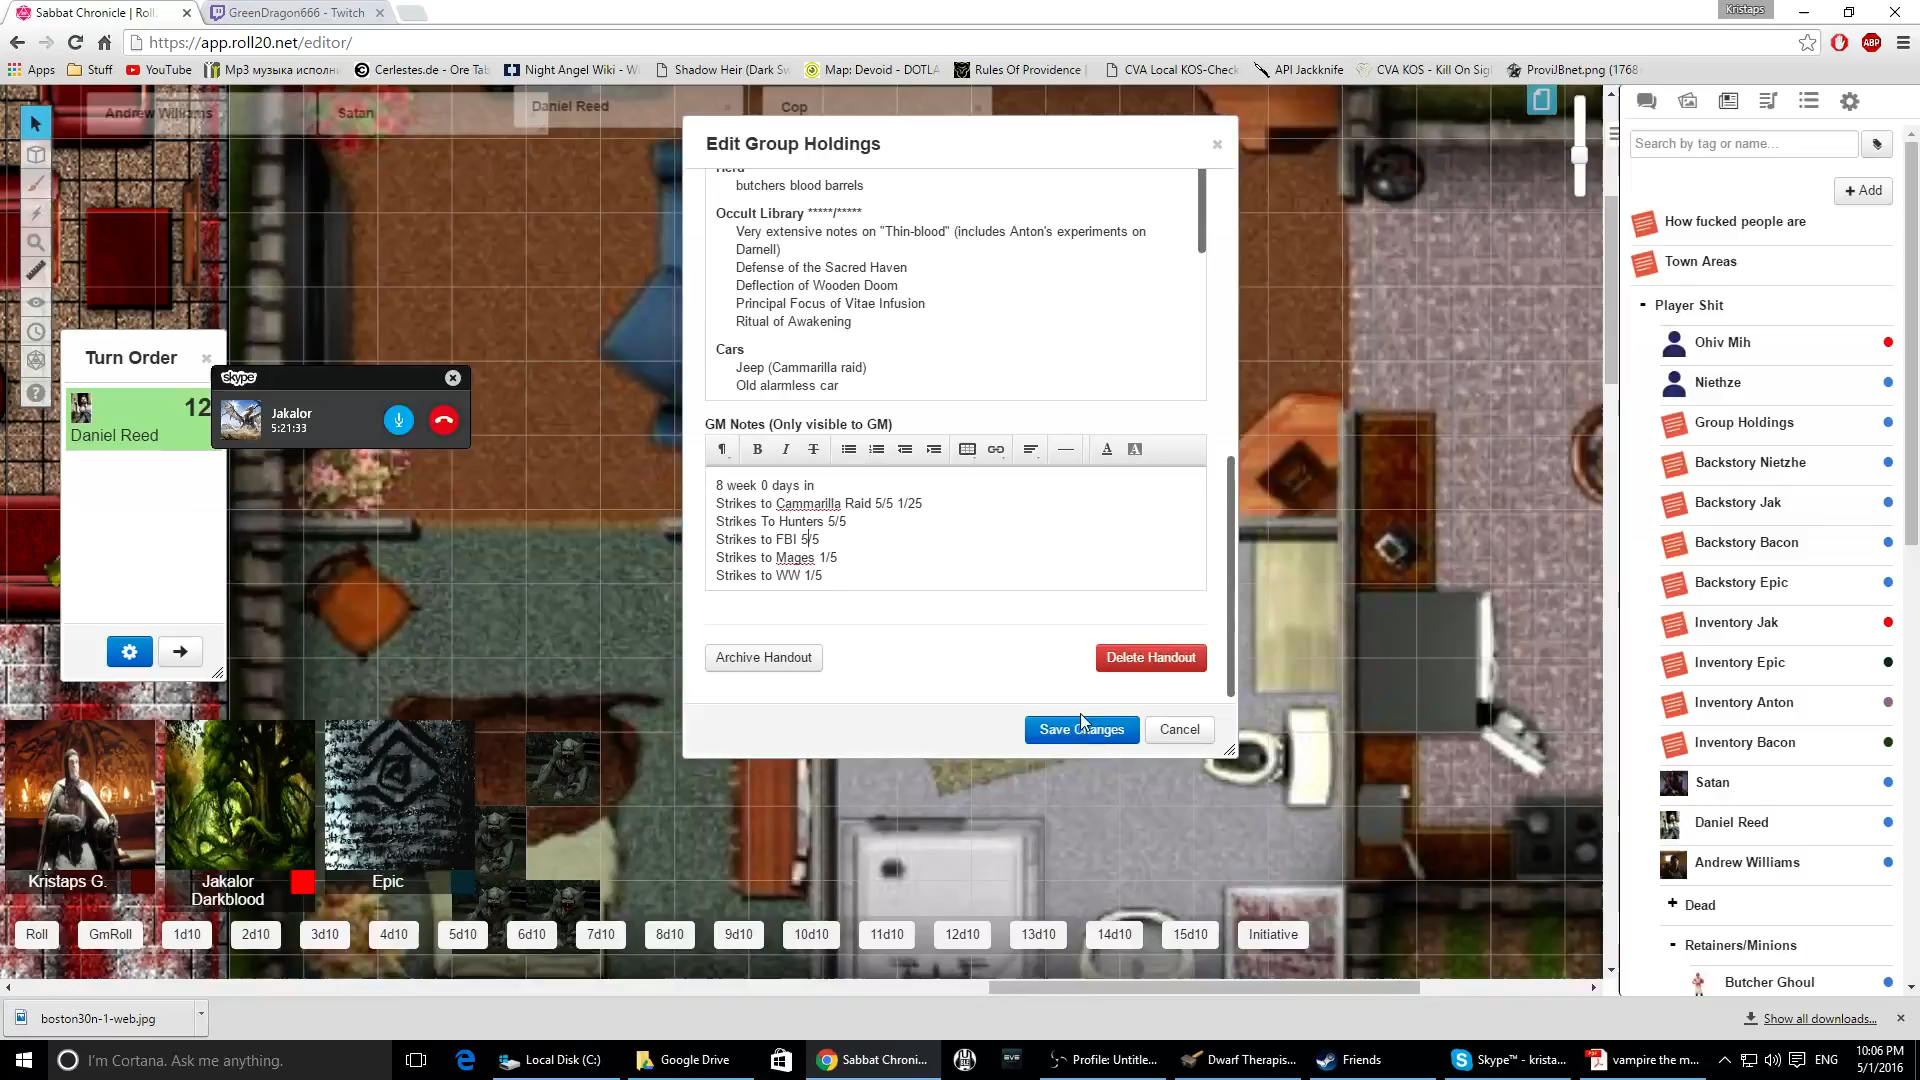 Sabbat Chronicle | Roll2
GreenDragon666 - Twitch
Kristaps
https://app.roll20.net/editor/
Apps
Stuff
YouTube
Mp3 музыка исполни
Cerlestes.de - Ore Tab
Night Angel Wiki - Wi
Shadow Heir (Dark Sw
Map: Devoid - DOTLA
Rules Of Providence
CVA Local KOS-Check
API Jackknife
CVA KOS - Kill On Sigl
ProviJBnet.png (1768
Andrew Williams
Satan
Daniel Reed
Cop
Edit Group Holdings
Herd
butchers blood barrels
Occult Library *****/*****
Very extensive notes on "Thin-blood" (includes Anton's experiments on
Darnell)
Defense of the Sacred Haven
Deflection of Wooden Doom
Principal Focus of Vitae Infusion
Ritual of Awakening
Cars
Jeep (Cammarilla raid)
Old alarmless car
GM Notes (Only visible to GM)
8 week 0 days in
Strikes to Cammarilla Raid 5/5 1/25
Strikes To Hunters 5/5
Strikes to FBI 5/5
Strikes to Mages 1/5
Strikes to WW 1/5
Archive Handout
Delete Handout
Save Changes
Cancel
Turn Order
12
Daniel Reed
skype
Jakalor
5:21:33
Search by tag or name...
+ Add
How fucked people are
Town Areas
- Player Shit
Ohiv Mih
Niethze
Group Holdings
Backstory Nietzhe
Backstory Jak
Backstory Bacon
Backstory Epic
Inventory Jak
Inventory Epic
Inventory Anton
Inventory Bacon
Satan
Daniel Reed
Andrew Williams
+ Dead
- Retainers/Minions
Butcher Ghoul
Kristaps G.
Jakalor
Darkblood
Epic
Roll
GmRoll
1d10
2d10
3d10
4d10
5d10
6d10
7d10
8d10
9d10
10d10
11d10
12d10
13d10
14d10
15d10
Initiative
boston30n-1-web.jpg
Show all downloads...
I'm Cortana. Ask me anything.
Local Disk (C:)
Google Drive
Sabbat Chroni...
EVE
Profile: Untitle...
Dwarf Therapis...
Friends
Skype™ - krista...
vampire the m...
ENG
10:06 PM
5/1/2016